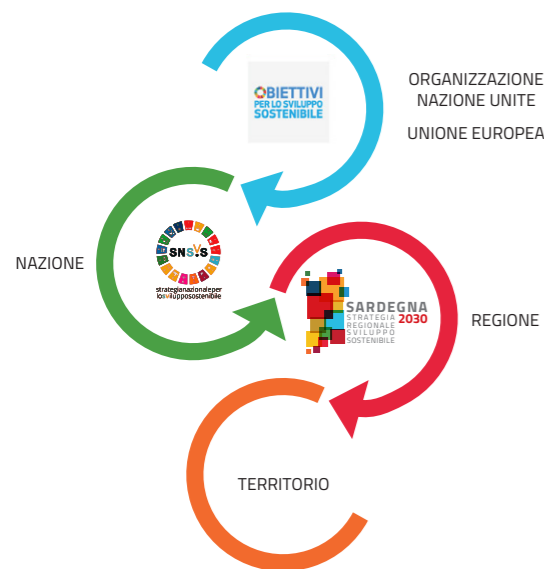 OBIETTIVI
PER LO SVILUPPO
SOSTENIBILE
ORGANIZZAZIONE
NAZIONE UNITE
UNIONE EUROPEA
NAZIONE
SNSVS
strategianazionaleper
losvilupposostenibile
SARDEGNA
STRATEGIA 2030
REGIONALE
SVILUPPO
SOSTENIBILE
REGIONE
TERRITORIO